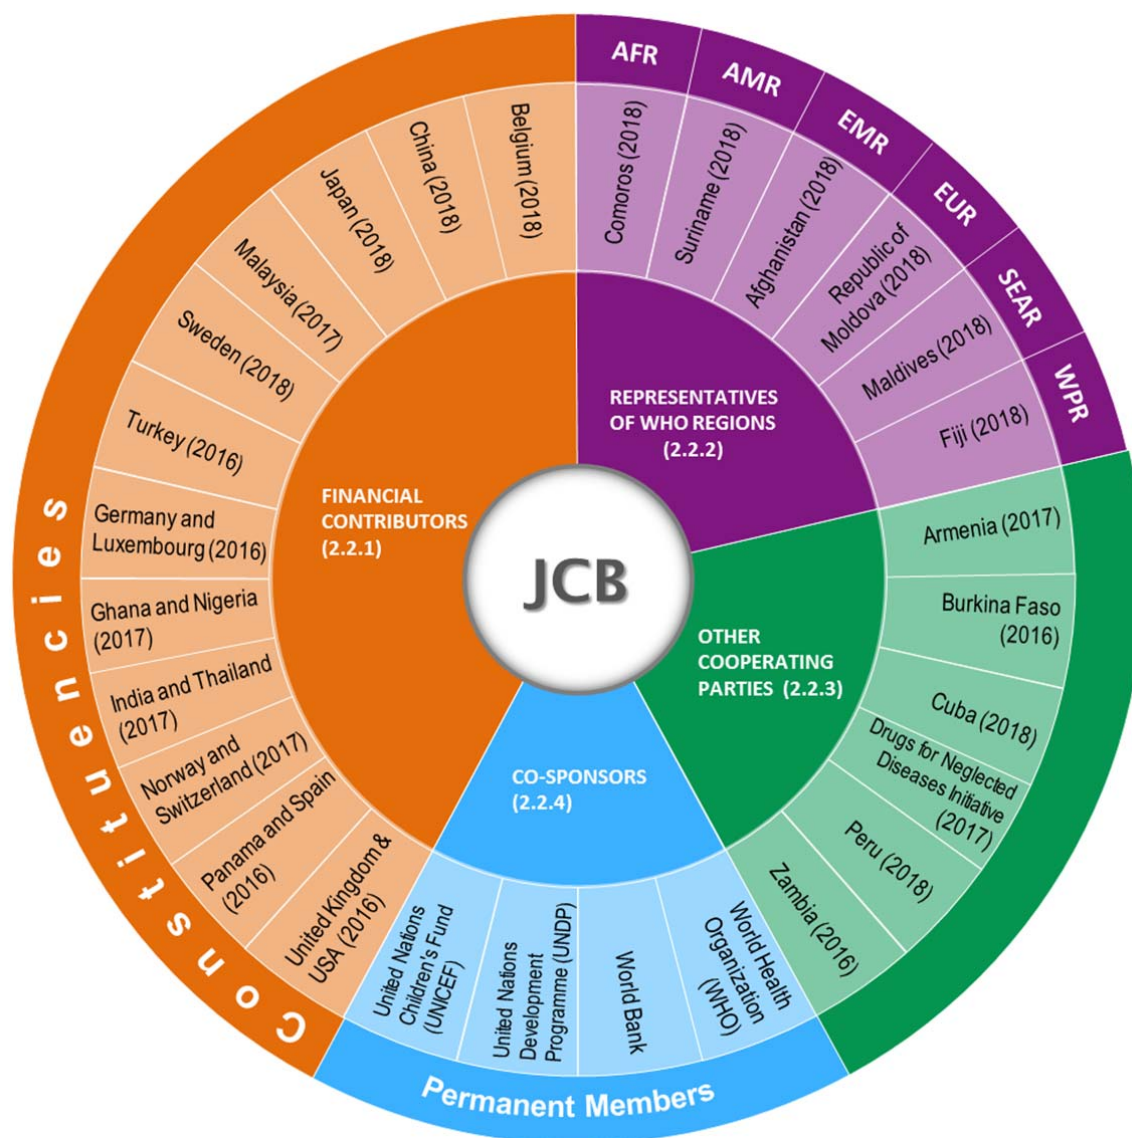 AFR
AMR
EMR
EUR
SEAR
WPR
Belgium (2018)
China (2018)
Japan (2018)
Malaysia (2017)
Sweden (2018)
Turkey (2016)
Germany and
Luxembourg (2016)
Ghana and Nigeria
(2017)
India and Thailand
(2017)
Norway and
Switzerland (2017)
Panama and Spain
(2016)
United Kingdom &
USA (2016)
Constituencies
FINANCIAL
CONTRIBUTORS
(2.2.1)
Comoros (2018)
Suriname (2018)
Afghanistan (2018)
Republic of
Moldova (2018)
Maldives (2018)
Fiji (2018)
REPRESENTATIVES
OF WHO REGIONS
(2.2.2)
JCB
Armenia (2017)
Burkina Faso
(2016)
Cuba (2018)
Drugs for Neglected
Diseases Initiative
(2017)
Peru (2018)
Zambia (2016)
OTHER
COOPERATING
PARTIES (2.2.3)
CO-SPONSORS
(2.2.4)
United Nations
Children's Fund
(UNICEF)
United Nations
Development
Programme (UNDP)
World Bank
World Health
Organization
(WHO)
Permanent Members